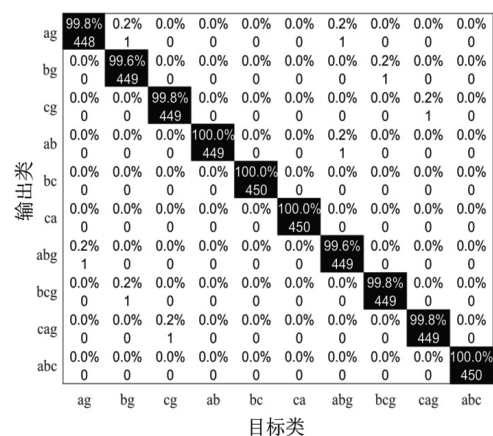 ag 99.8% 0.2% 0.0% 0.0% 0.0% 0.0% 0.2% 0.0% 0.0% 0.0%
448 1 0 0 0 0 1 0 0 0
bg 0.0% 99.6% 0.0% 0.0% 0.0% 0.0% 0.0% 0.2% 0.0% 0.0%
0 449 0 0 0 0 0 1 0 0
cg 0.0% 0.0% 99.8% 0.0% 0.0% 0.0% 0.0% 0.0% 0.2% 0.0%
0 0 449 0 0 0 0 0 1 0
ab 0.0% 0.0% 0.0% 100.0% 0.0% 0.0% 0.2% 0.0% 0.0% 0.0%
0 0 0 449 0 0 1 0 0 0
bc 0.0% 0.0% 0.0% 0.0% 100.0% 0.0% 0.0% 0.0% 0.0% 0.0%
0 0 0 0 450 0 0 0 0 0
ca 0.0% 0.0% 0.0% 0.0% 0.0% 100.0% 0.0% 0.0% 0.0% 0.0%
0 0 0 0 0 450 0 0 0 0
abg 0.2% 0.0% 0.0% 0.0% 0.0% 0.0% 99.6% 0.0% 0.0% 0.0%
1 0 0 0 0 0 449 0 0 0
bcg 0.0% 0.2% 0.0% 0.0% 0.0% 0.0% 0.0% 99.8% 0.0% 0.0%
0 1 0 0 0 0 0 449 0 0
cag 0.0% 0.0% 0.2% 0.0% 0.0% 0.0% 0.0% 0.0% 99.8% 0.0%
0 0 1 0 0 0 0 0 449 0
abc 0.0% 0.0% 0.0% 0.0% 0.0% 0.0% 0.0% 0.0% 0.0% 100.0%
0 0 0 0 0 0 0 0 0 450
ag bg cg ab bc ca abg bcg cag abc
输出类
目标类